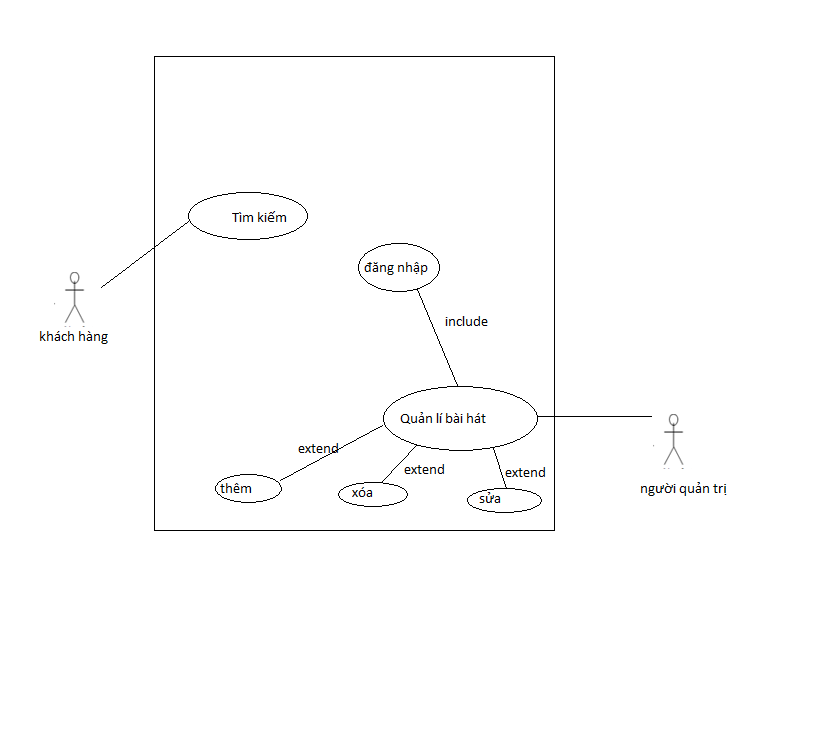 Tìm kiếm
đăng nhập
include
khách hàng
Quản lí bài hát
extend
extend
extend
thêm
xóa
sửa
người quản trị